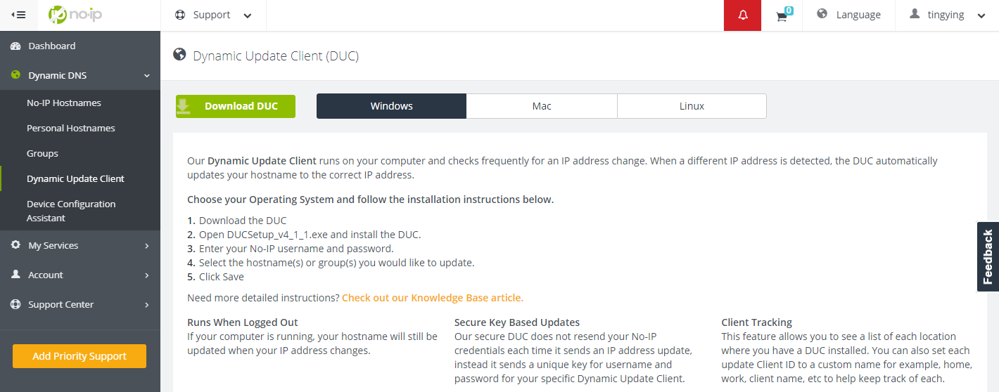 no-ip
Support
0
Language
tingying
Dashboard
Dynamic DNS
No-IP Hostnames
Personal Hostnames
Groups
Dynamic Update Client
Device Configuration
Assistant
My Services
Account
Support Center
Add Priority Support
Dynamic Update Client (DUC)
Download DUC
Windows
Mac
Linux
Our Dynamic Update Client runs on your computer and checks frequently for an IP address change. When a different IP address is detected, the DUC automatically
updates your hostname to the correct IP address.
Choose your Operating System and follow the installation instructions below.
1. Download the DUC
2. Open DUCSetup_v4_1_1.exe and install the DUC.
3. Enter your No-IP username and password.
4. Select the hostname(s) or group(s) you would like to update.
5. Click Save
Need more detailed instructions? Check out our Knowledge Base article.
Runs When Logged Out
If your computer is running, your hostname will still be
updated when your IP address changes.
Secure Key Based Updates
Our secure DUC does not resend your No-IP
credentials each time it sends an IP address update,
instead it sends a unique key for username and
password for your specific Dynamic Update Client.
Client Tracking
This feature allows you to see a list of each location
where you have a DUC installed. You can also set each
update Client ID to a custom name for example, home,
work, client name, etc to help keep track of each.
Feedback